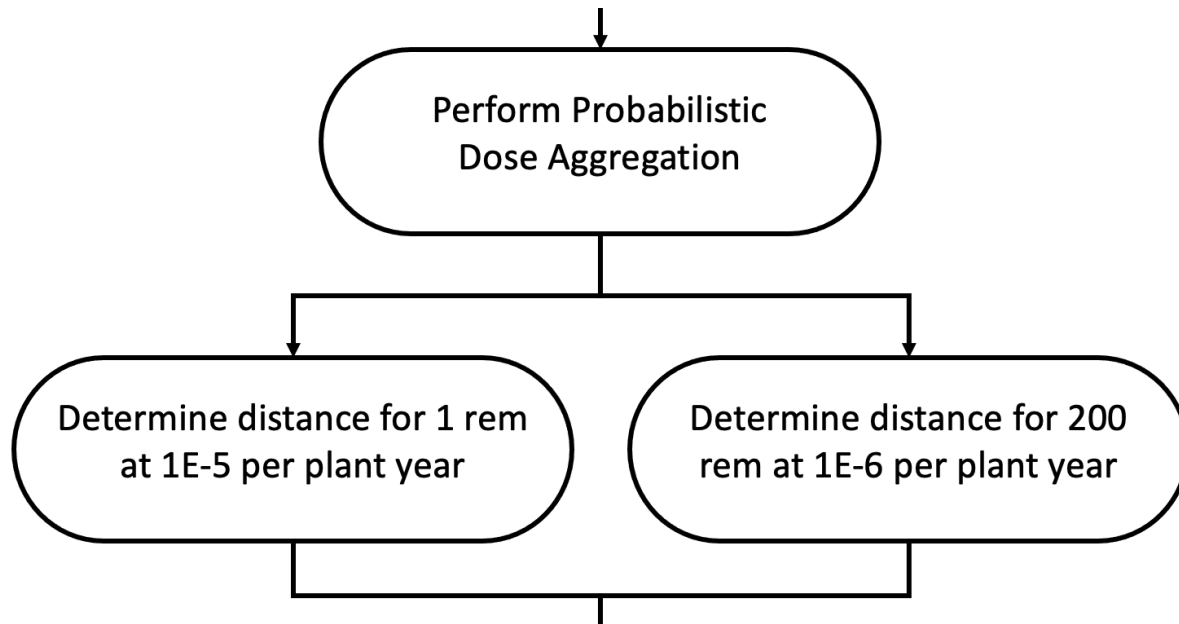 Perform Probabilistic
Dose Aggregation
Determine distance for 1 rem
at 1E-5 per plant year
Determine distance for 200
rem at 1E-6 per plant year